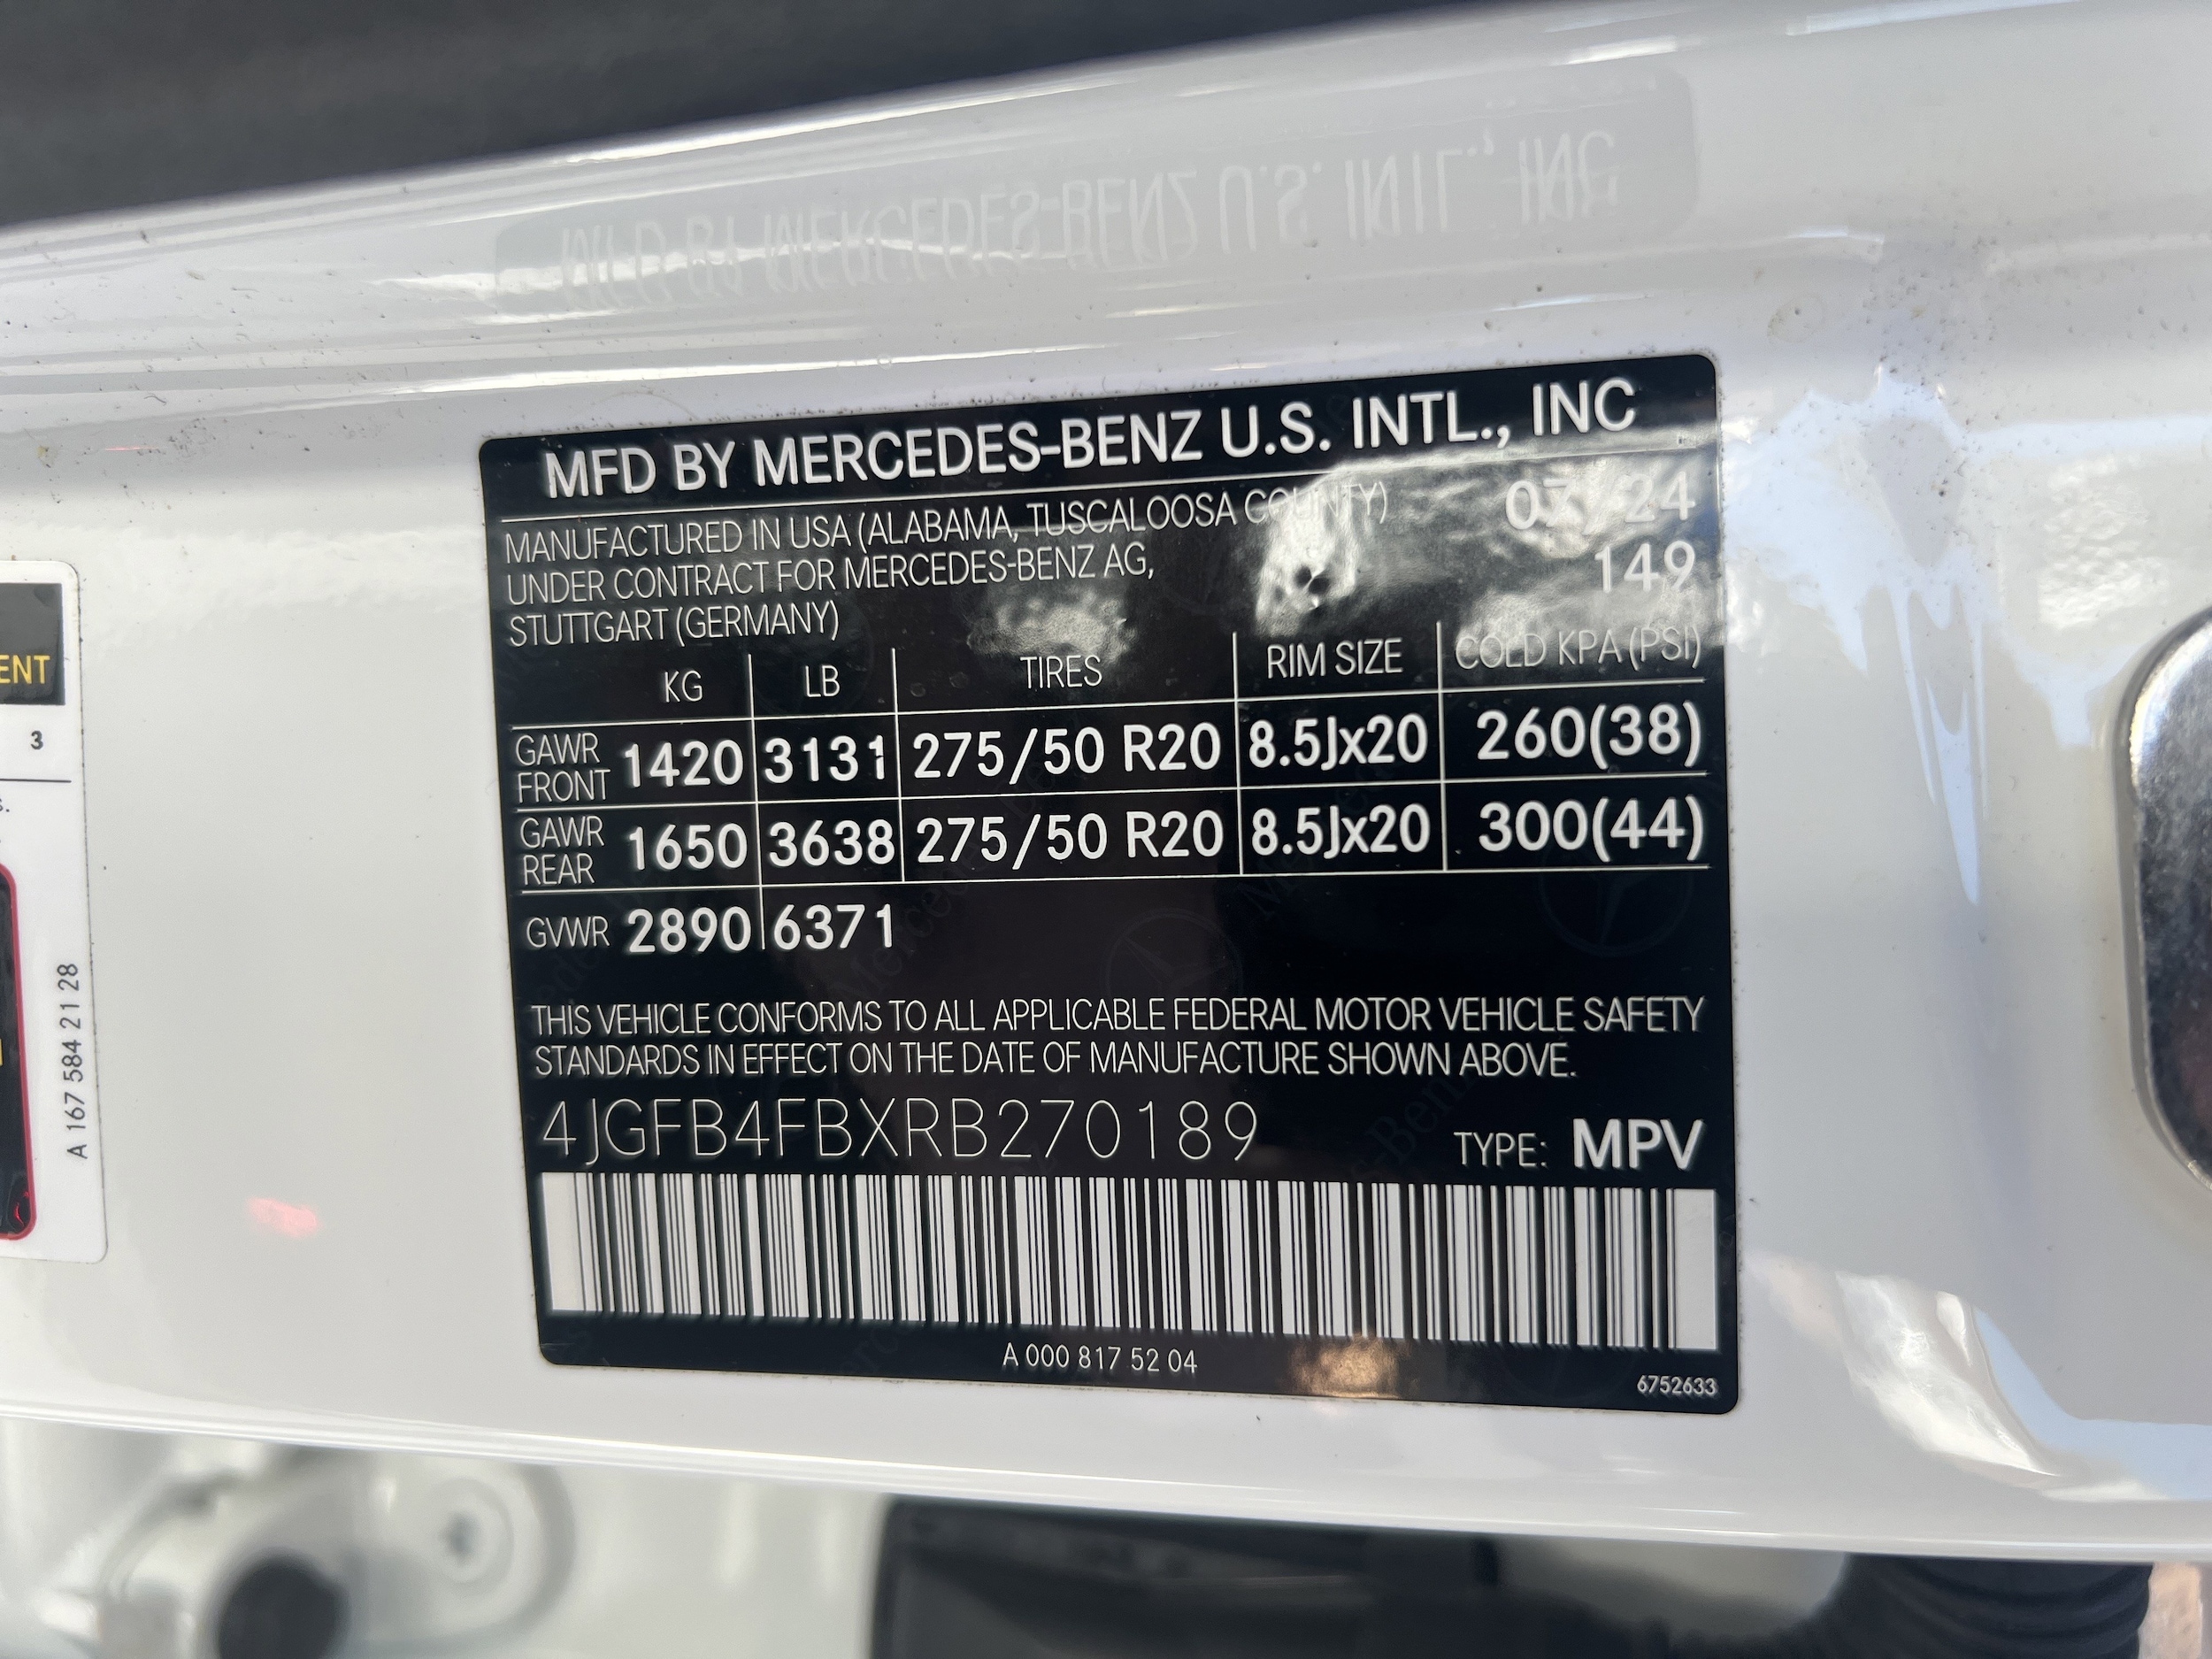 MFD BY MERCEDES-BENZ U.S. INTL., INC
MANUFACTURED IN USA (ALABAMA, TUSCALOOSA COUNTY) 07/24
UNDER CONTRACT FOR MERCEDES-BENZ AG, 149
STUTTGART (GERMANY)
KG LB TIRES RIM SIZE COLD KPA (PSI)
GAWR FRONT 1420 3131 275/50 R20 8.5Jx20 260(38)
GAWR REAR 1650 3638 275/50 R20 8.5Jx20 300(44)
GVWR 2890 6371
THIS VEHICLE CONFORMS TO ALL APPLICABLE FEDERAL MOTOR VEHICLE SAFETY
STANDARDS IN EFFECT ON THE DATE OF MANUFACTURE SHOWN ABOVE.
4JGFB4FBXRB270189 TYPE: MPV
A 000 817 52 04
6752633
ENT
3
A 167 584 21 28